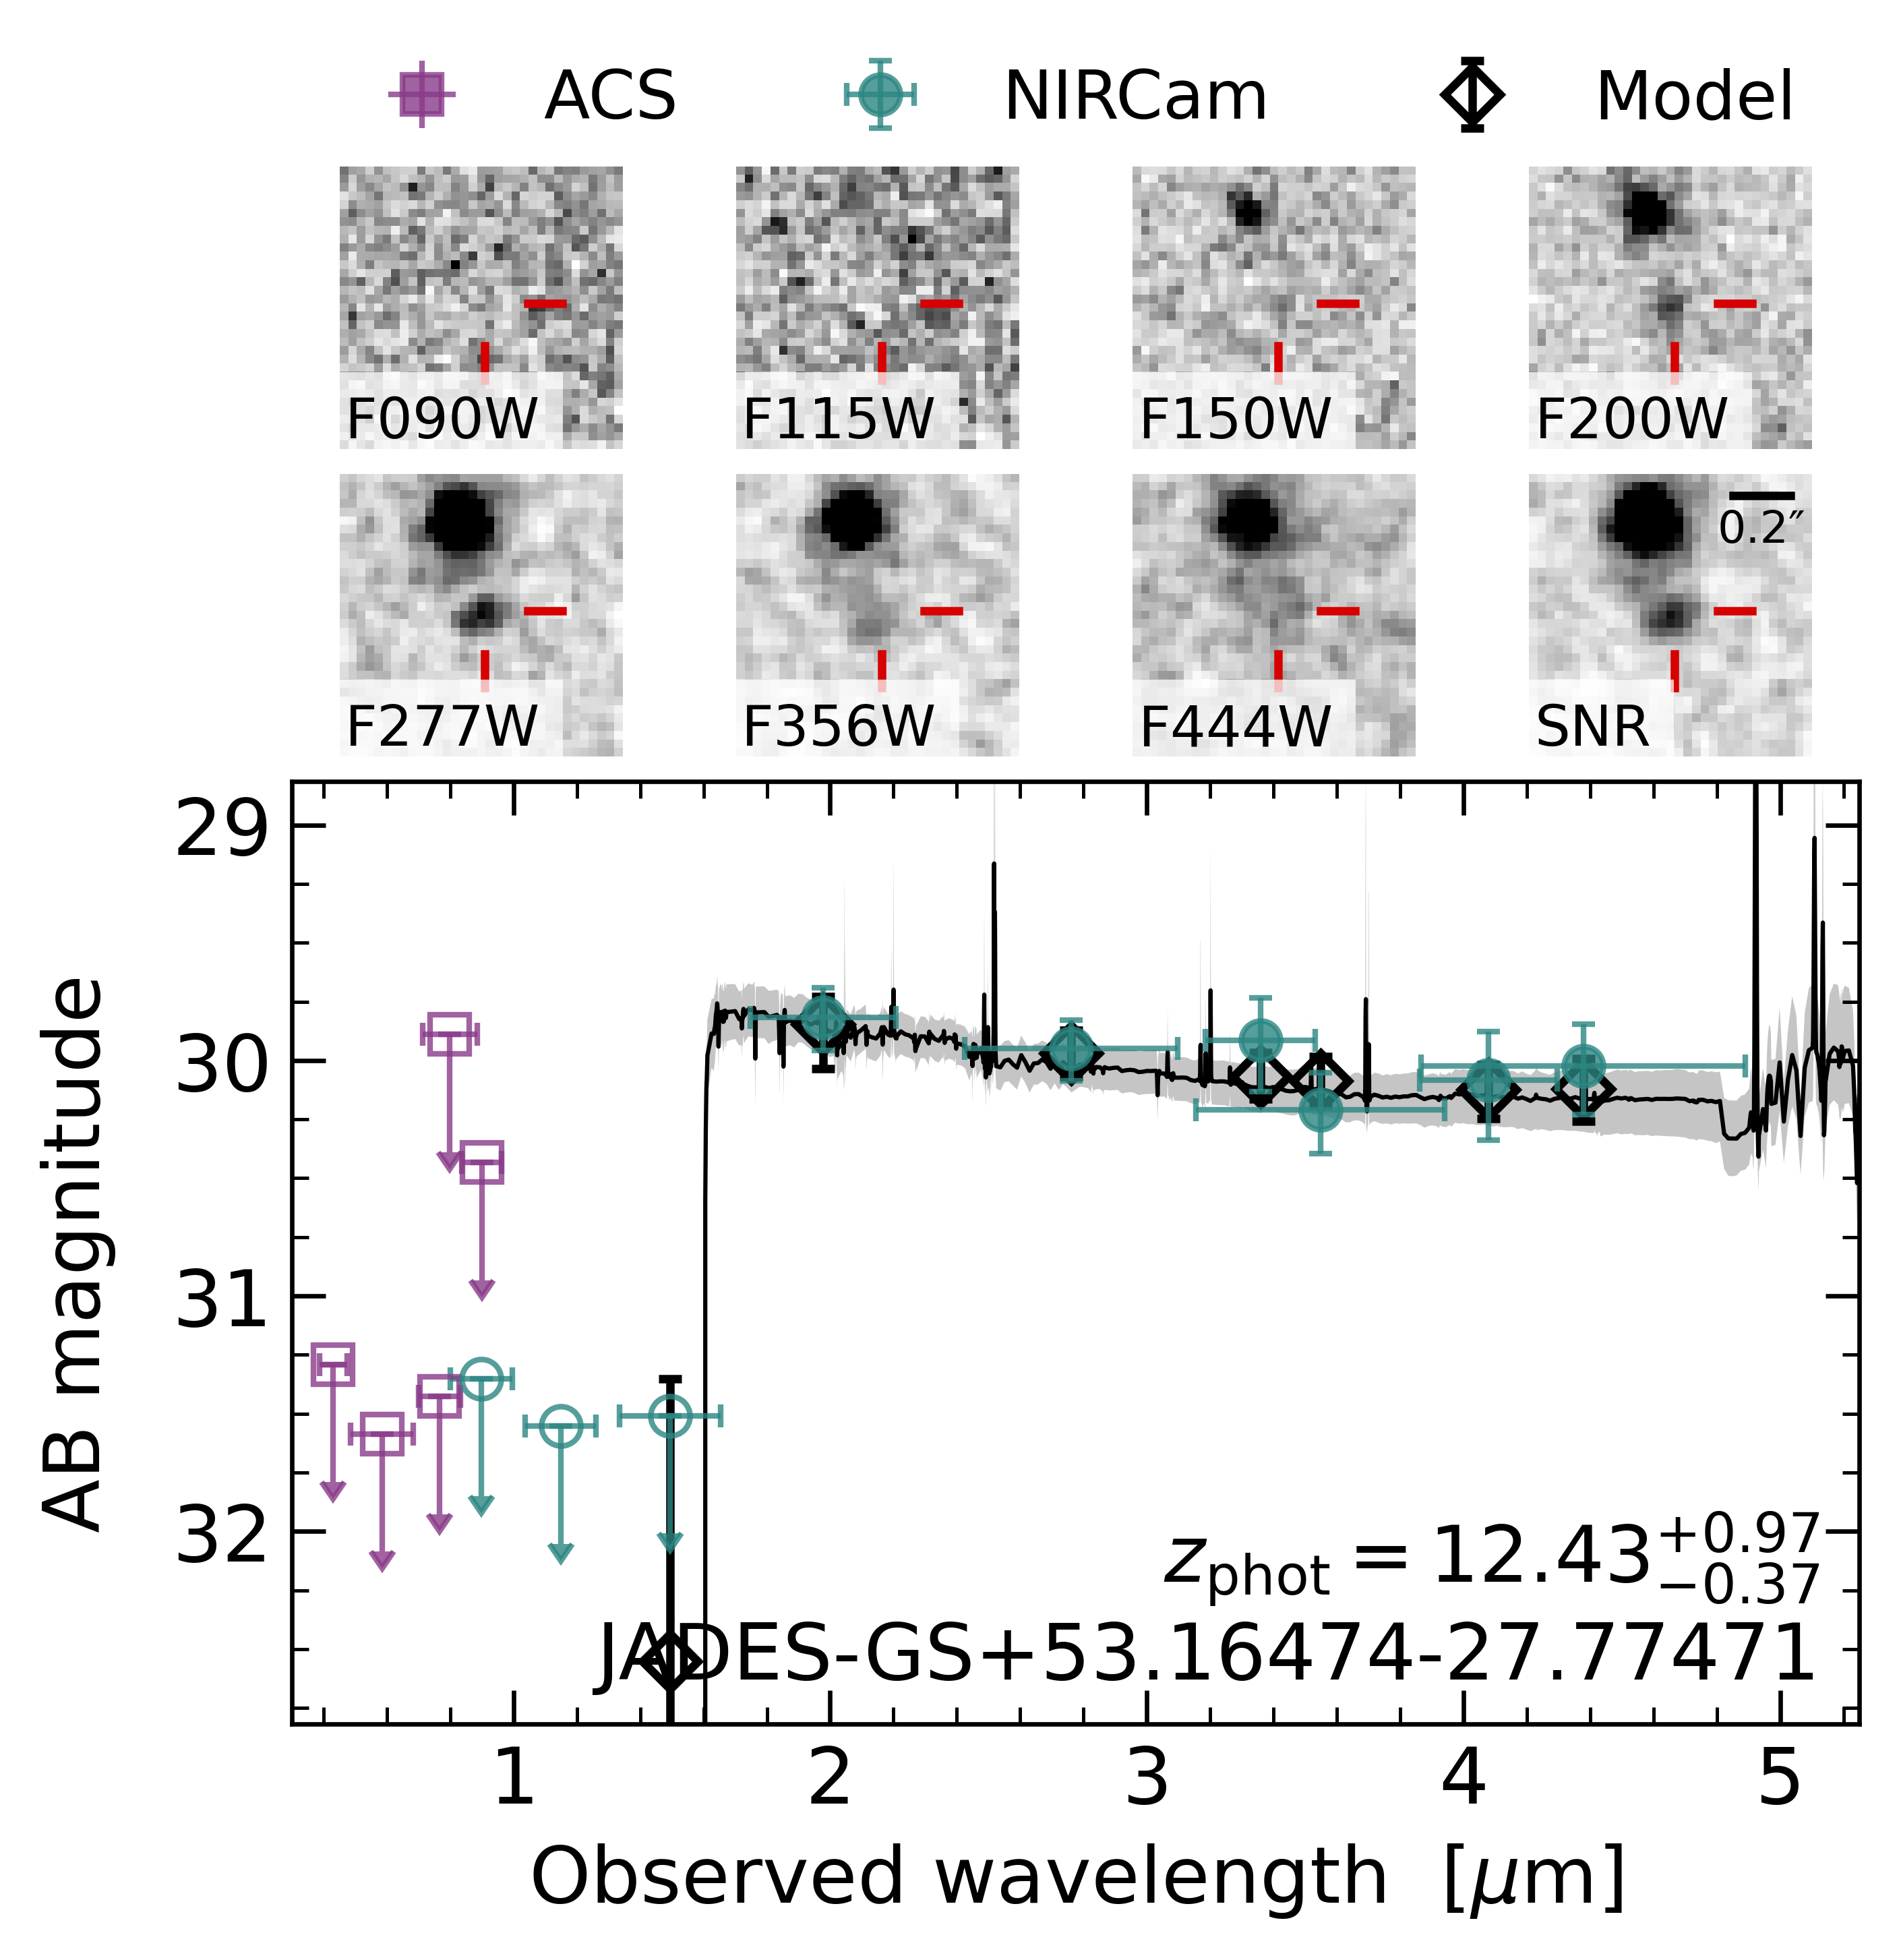 ACS NIRCam Model
F090W F115W F150W F200W
0.2″
F277W F356W F444W SNR
29
30
31
32
AB magnitude
z_phot = 12.43^{+0.97}_{−0.37}
JADES-GS+53.16474-27.77471
1 2 3 4 5
Observed wavelength [μm]